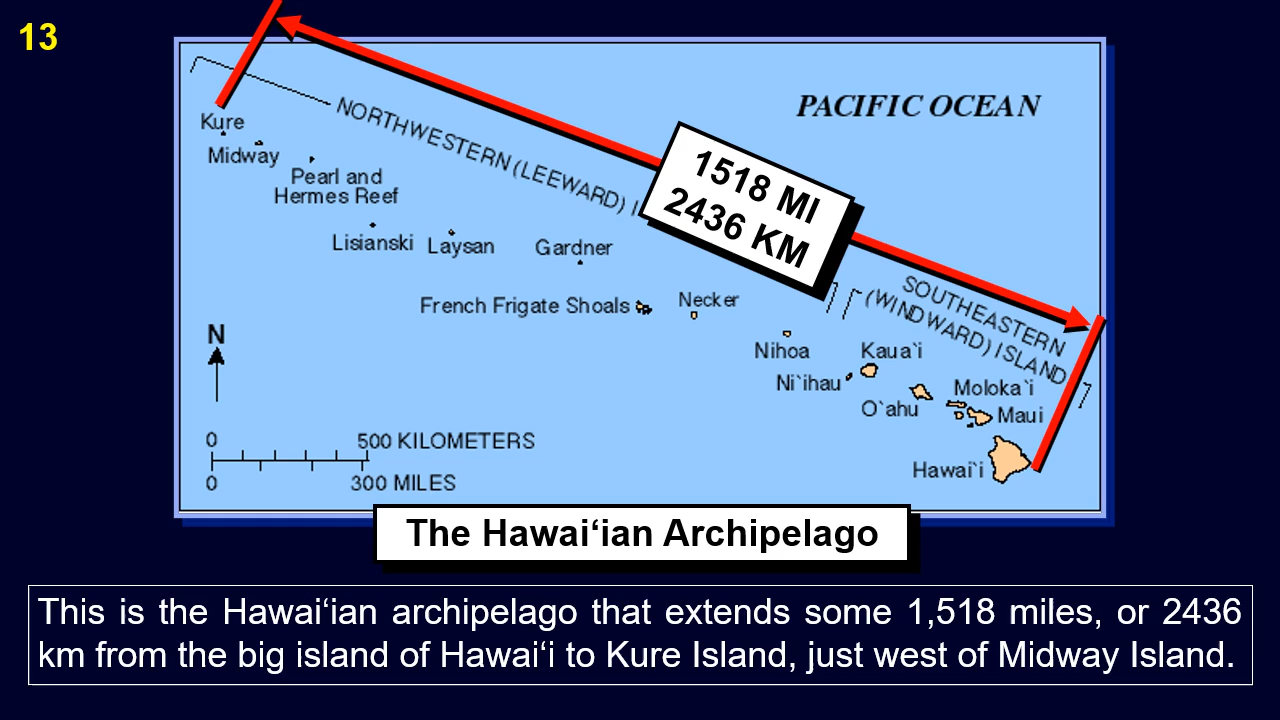 13
PACIFIC OCEAN
NORTHWESTERN (LEEWARD) I
1518 MI
2436 KM
Kure
Midway
Pearl and
Hermes Reef
Lisianski
Laysan
Gardner
French Frigate Shoals
Necker
SOUTHEASTERN
(WINDWARD) ISLAND
Nihoa
Kaua`i
Ni`ihau
O`ahu
Moloka`i
Maui
Hawai`i
N
0
500 KILOMETERS
0
300 MILES
The Hawai‘ian Archipelago
This is the Hawai‘ian archipelago that extends some 1,518 miles, or 2436
km from the big island of Hawai‘i to Kure Island, just west of Midway Island.